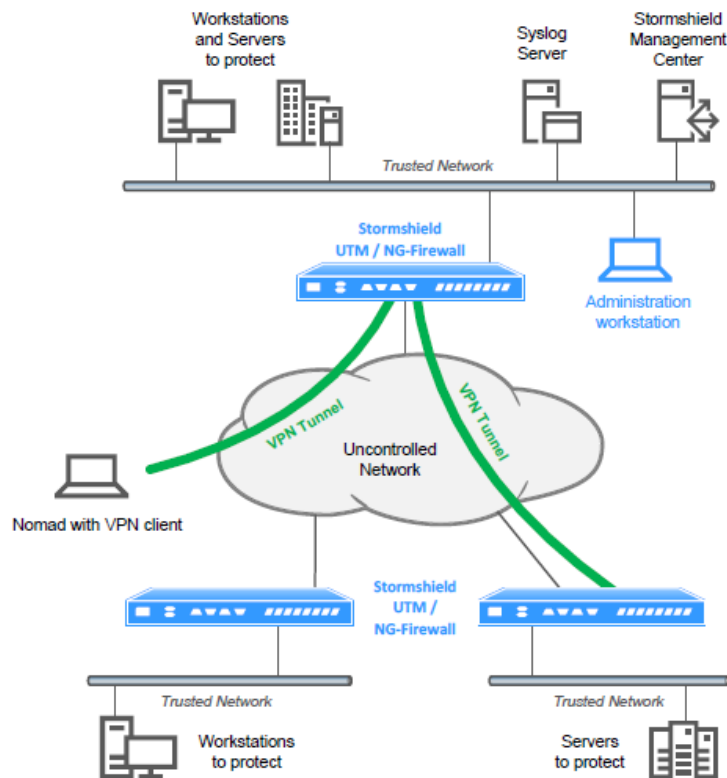 Workstations
and Servers
to protect
Syslog
Server
Stormshield
Management
Center
Trusted Network
Stormshield
UTM / NG-Firewall
Administration
workstation
VPN Tunnel
VPN Tunnel
Uncontrolled
Network
Nomad with VPN client
Stormshield
UTM /
NG-Firewall
Trusted Network
Trusted Network
Workstations
to protect
Servers
to protect